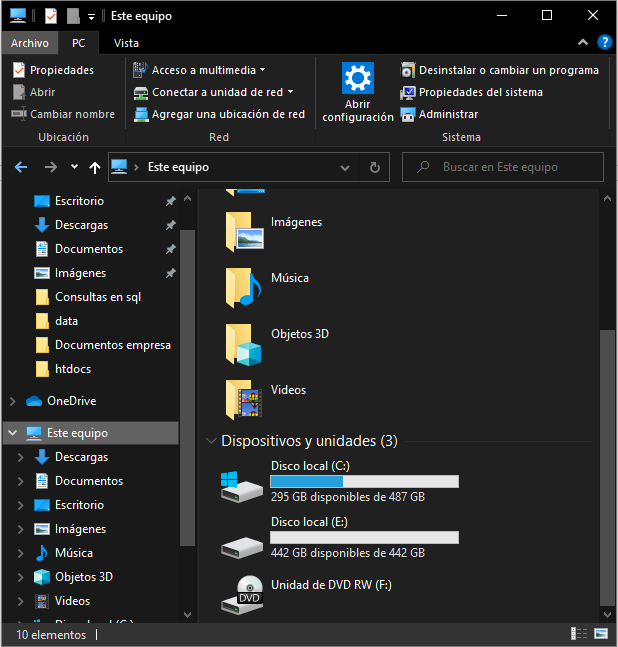 Este equipo
Archivo PC Vista
Propiedades
Abrir
Cambiar nombre
Ubicación
Acceso a multimedia
Conectar a unidad de red
Agregar una ubicación de red
Red
Abrir
configuración
Desinstalar o cambiar un programa
Propiedades del sistema
Administrar
Sistema
Este equipo
Buscar en Este equipo
Escritorio
Descargas
Documentos
Imágenes
Consultas en sql
data
Documentos empresa
htdocs
OneDrive
Este equipo
Descargas
Documentos
Escritorio
Imágenes
Música
Objetos 3D
Videos
Disco local (C:)
Imágenes
Música
Objetos 3D
Videos
Dispositivos y unidades (3)
Disco local (C:)
295 GB disponibles de 487 GB
Disco local (E:)
442 GB disponibles de 442 GB
DVD
Unidad de DVD RW (F:)
10 elementos